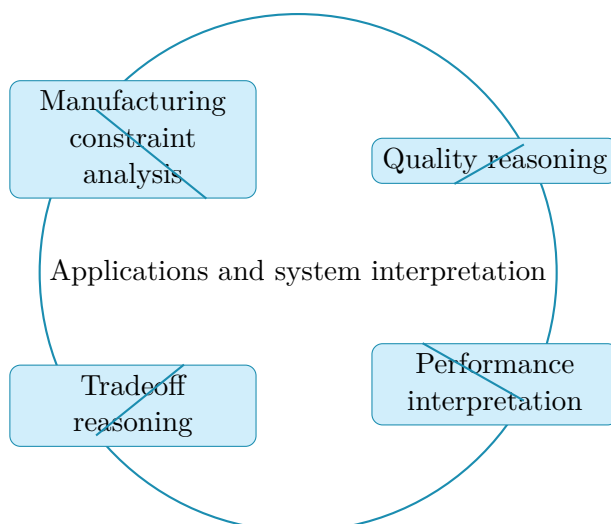 Manufacturing
constraint
analysis
Quality reasoning
Applications and system interpretation
Tradeoff
reasoning
Performance
interpretation